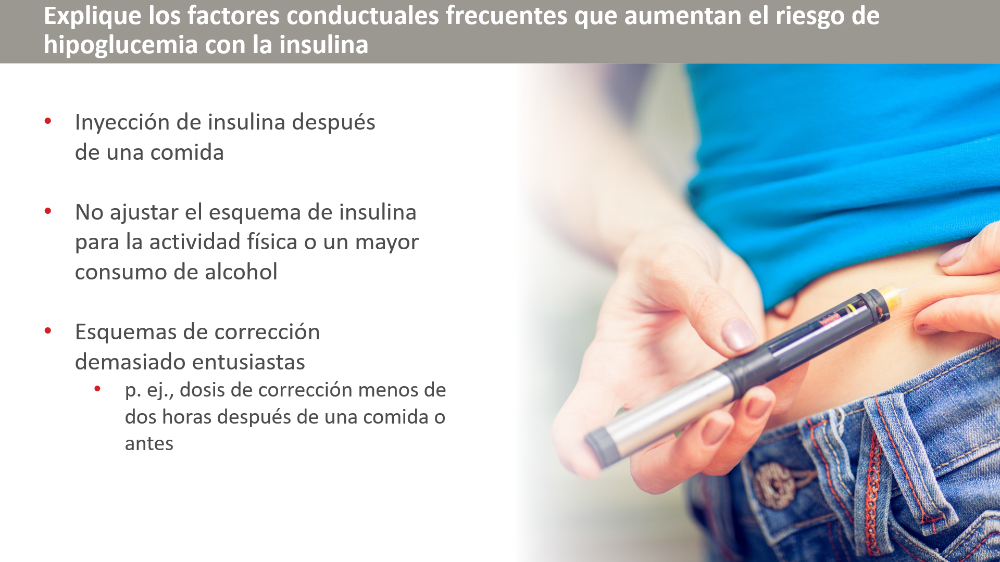 Explique los factores conductuales frecuentes que aumentan el riesgo de
hipoglucemia con la insulina
• Inyección de insulina después
de una comida
• No ajustar el esquema de insulina
para la actividad física o un mayor
consumo de alcohol
• Esquemas de corrección
demasiado entusiastas
• p. ej., dosis de corrección menos de
dos horas después de una comida o
antes